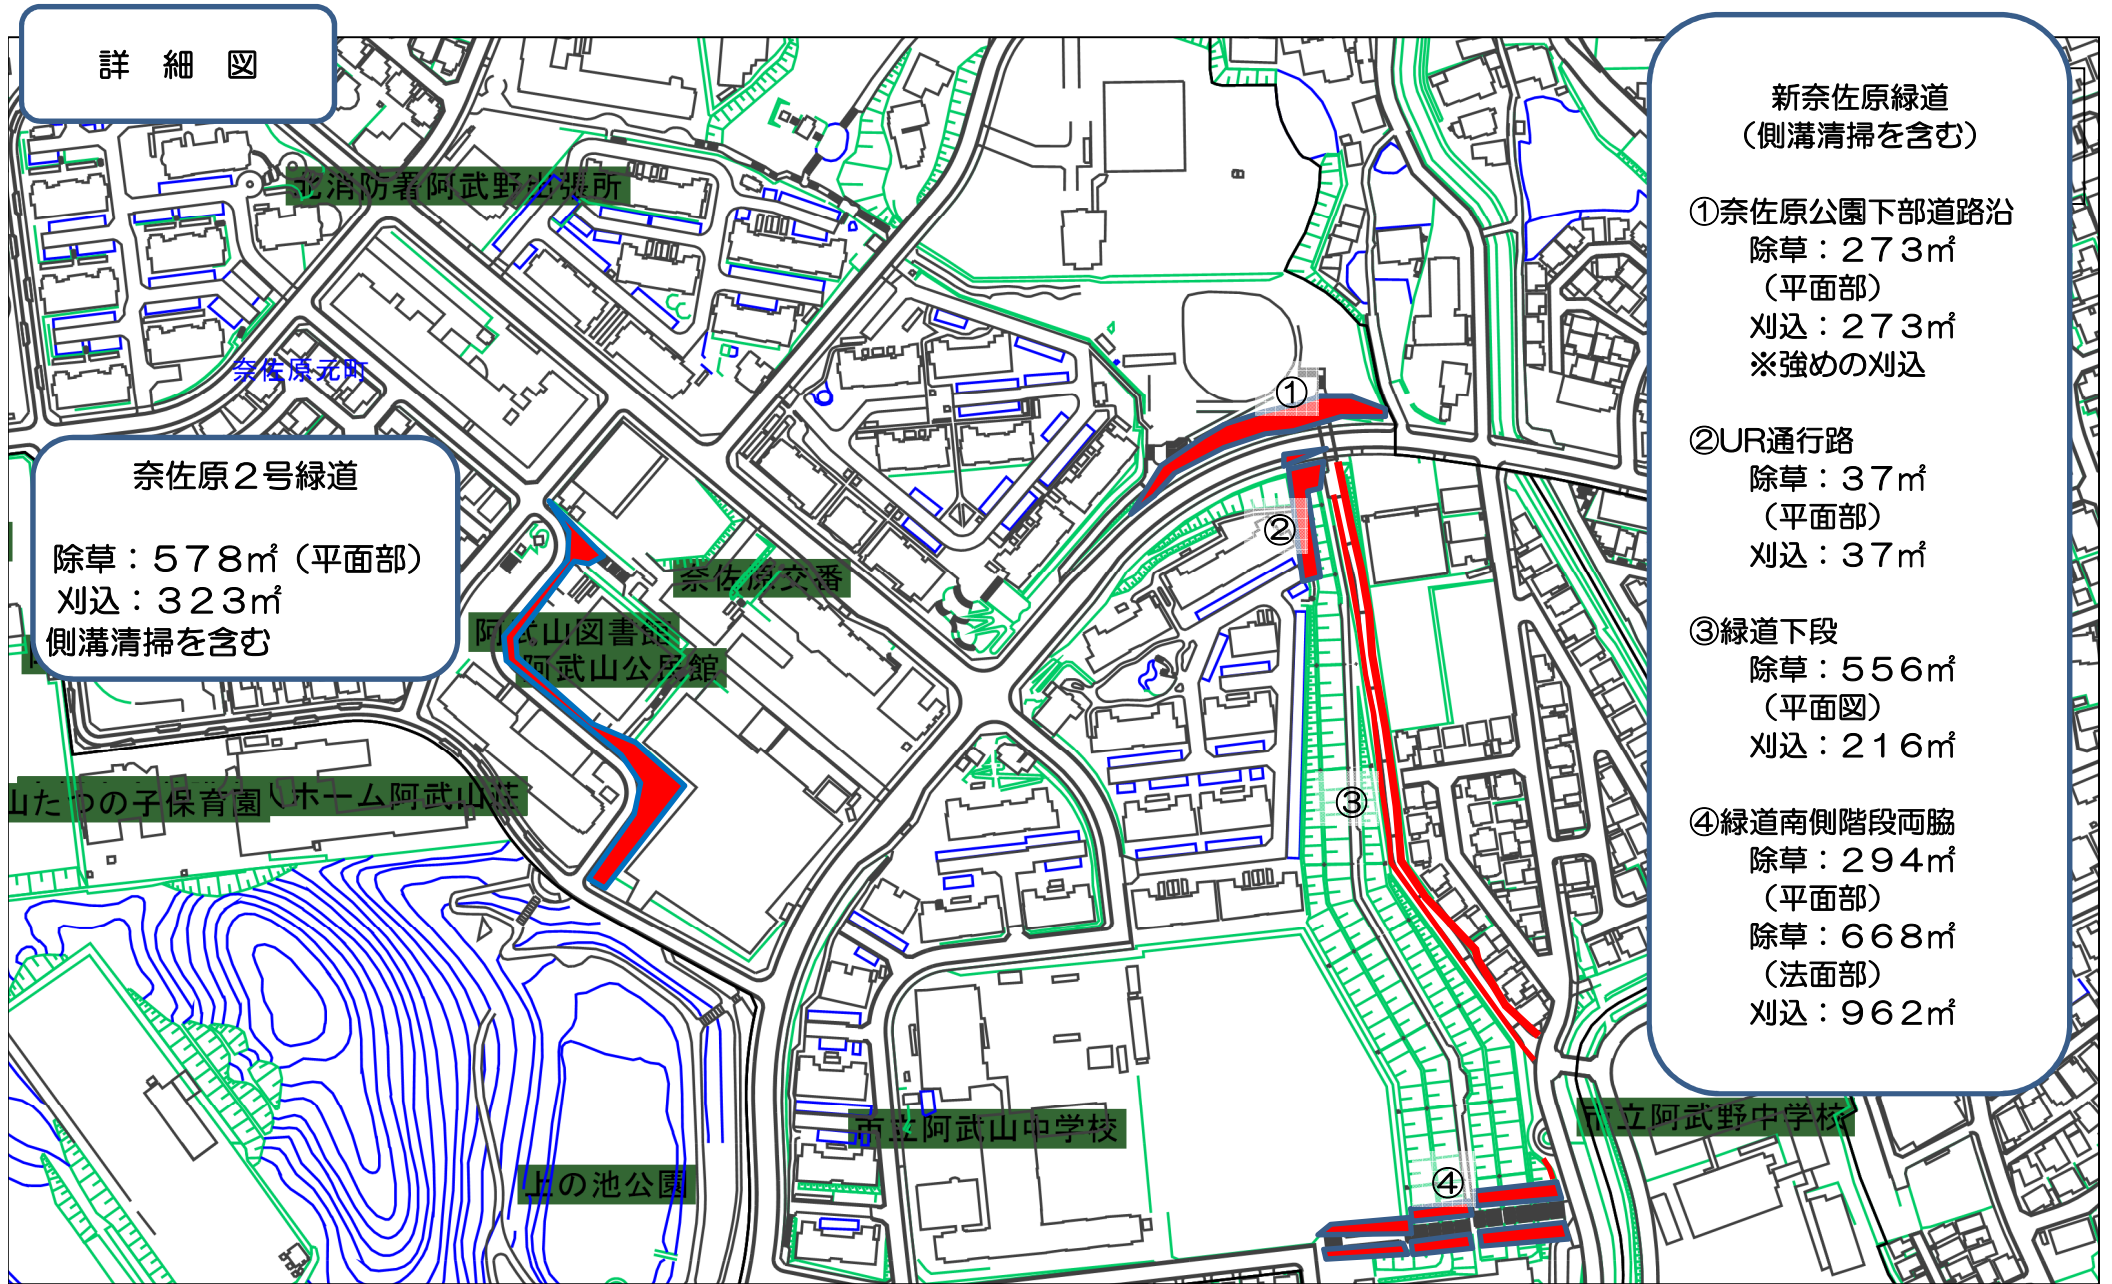 詳 細 図
北消防署阿武野出張所
奈佐原元町
奈佐原２号緑道
除草：５７８㎡（平面部）
刈込：３２３㎡
側溝清掃を含む
奈佐原交番
阿武山図書館
阿武山公民館
山たつの子保育園
ホーム阿武山荘
上の池公園
市立阿武山中学校
市立阿武野中学校
①
②
③
④
新奈佐原緑道
（側溝清掃を含む）
①奈佐原公園下部道路沿
除草：２７３㎡
（平面部）
刈込：２７３㎡
※強めの刈込
②UR通行路
除草：３７㎡
（平面部）
刈込：３７㎡
③緑道下段
除草：５５６㎡
（平面図）
刈込：２１６㎡
④緑道南側階段両脇
除草：２９４㎡
（平面部）
除草：６６８㎡
（法面部）
刈込：９６２㎡